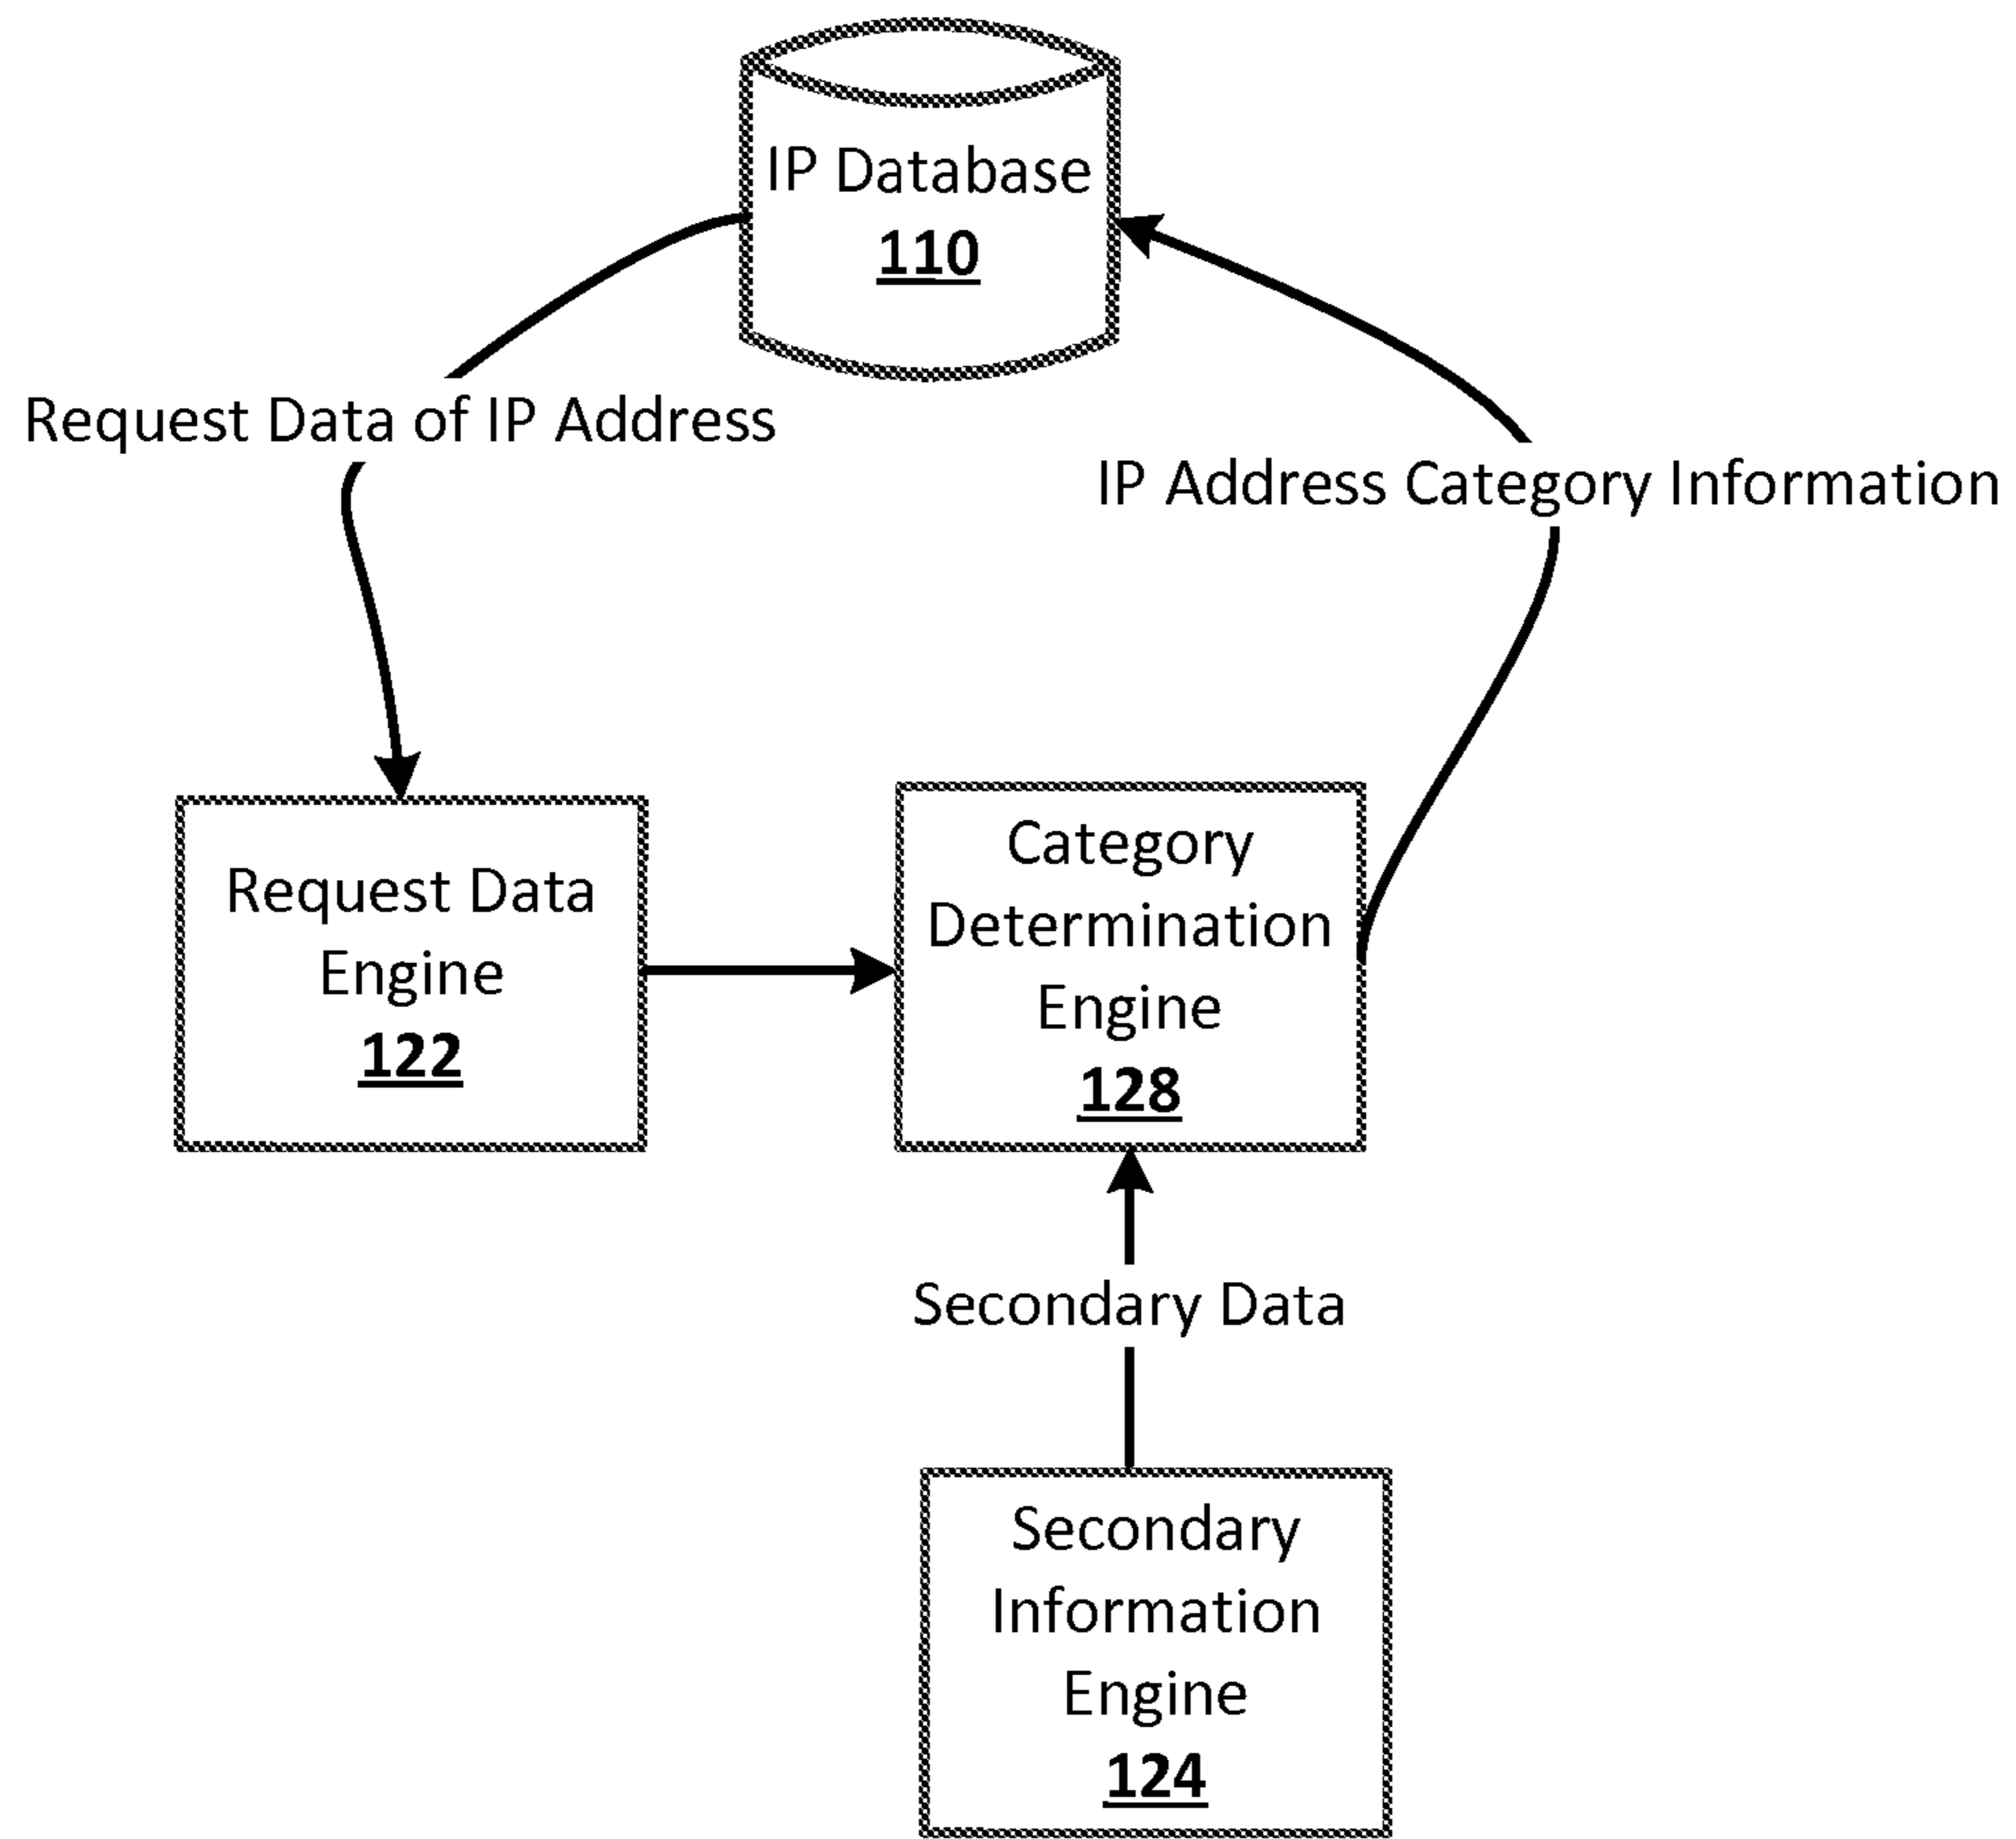 IP Database
110
Request Data of IP Address
IP Address Category Information
Request Data
Engine
122
Category
Determination
Engine
128
Secondary Data
Secondary
Information
Engine
124